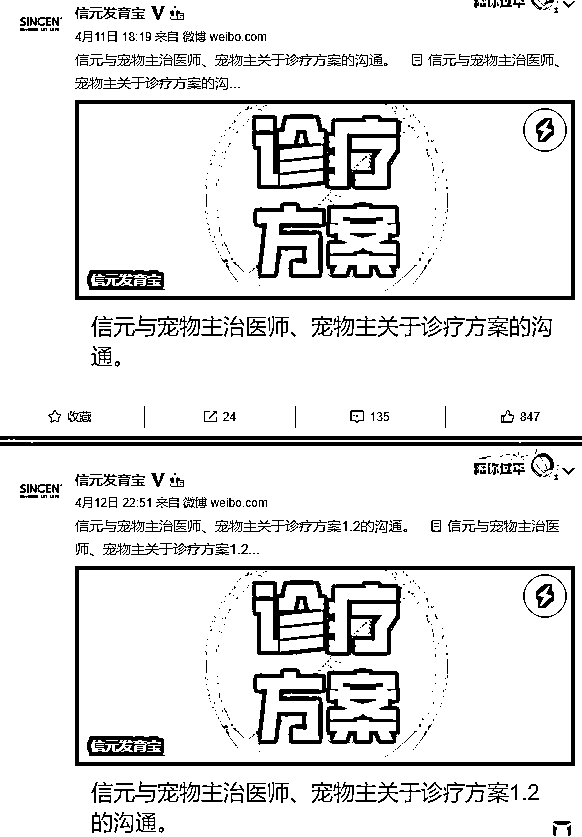 信元发育宝 V
SINCEN
4月11日 18:19 来自 微博 weibo.com
信元与宠物主治医师、宠物主关于诊疗方案的沟通。 信元与宠物主治医师、
宠物主关于诊疗方案的沟...
诊疗
方案
信元发育宝
信元与宠物主治医师、宠物主关于诊疗方案的沟
通。
收藏 24 135 847
信元发育宝 V
SINCEN
4月12日 22:51 来自 微博 weibo.com
信元与宠物主治医师、宠物主关于诊疗方案1.2的沟通。 信元与宠物主治医
师、宠物主关于诊疗方案1.2...
诊疗
方案
信元发育宝
信元与宠物主治医师、宠物主关于诊疗方案1.2
的沟通。